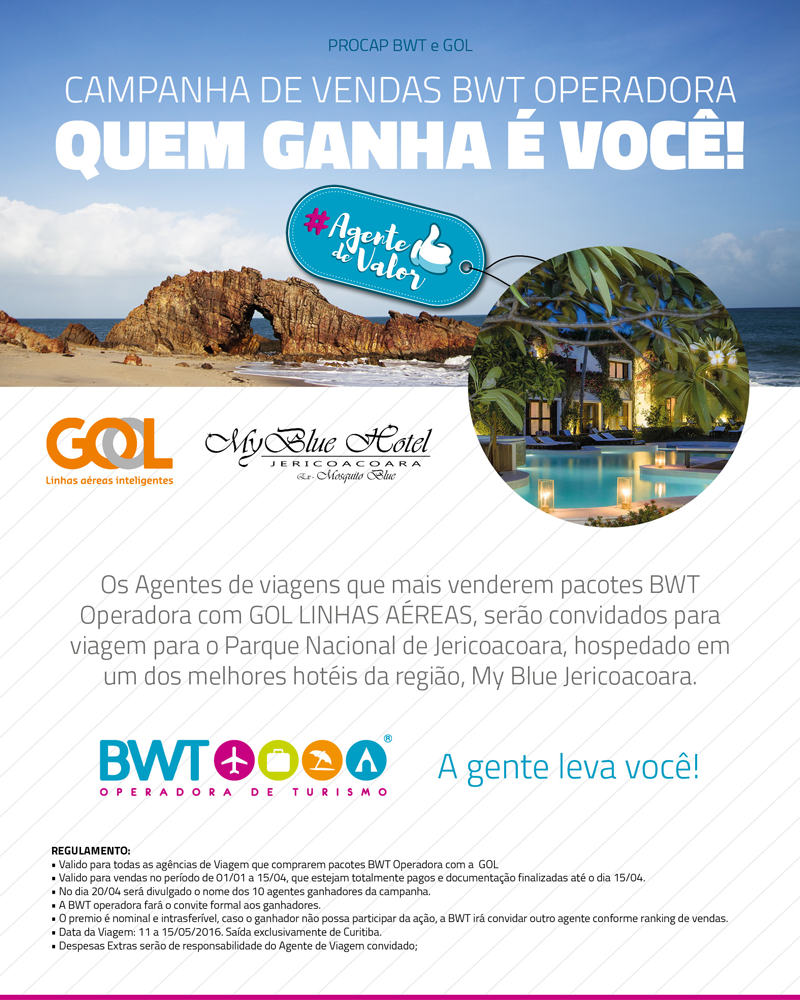 PROCAP BWT e GOL
CAMPANHA DE VENDAS BWT OPERADORA
QUEM GANHA É VOCÊ!
#Agente
de Valor
GOL
Linhas aéreas inteligentes
My Blue Hotel
JERICOACOARA
Ex - Mosquito Blue
Os Agentes de viagens que mais venderem pacotes BWT
Operadora com GOL LINHAS AÉREAS, serão convidados para
viagem para o Parque Nacional de Jericoacoara, hospedado em
um dos melhores hotéis da região, My Blue Jericoacoara.
BWT ®
OPERADORA DE TURISMO
A gente leva você!
REGULAMENTO:
• Valido para todas as agências de Viagem que comprarem pacotes BWT Operadora com a GOL
• Valido para vendas no período de 01/01 a 15/04, que estejam totalmente pagos e documentação finalizadas até o dia 15/04.
• No dia 20/04 será divulgado o nome dos 10 agentes ganhadores da campanha.
• A BWT operadora fará o convite formal aos ganhadores.
• O premio é nominal e intrasferível, caso o ganhador não possa participar da ação, a BWT irá convidar outro agente conforme ranking de vendas.
• Data da Viagem: 11 a 15/05/2016. Saída exclusivamente de Curitiba.
• Despesas Extras serão de responsabilidade do Agente de Viagem convidado;